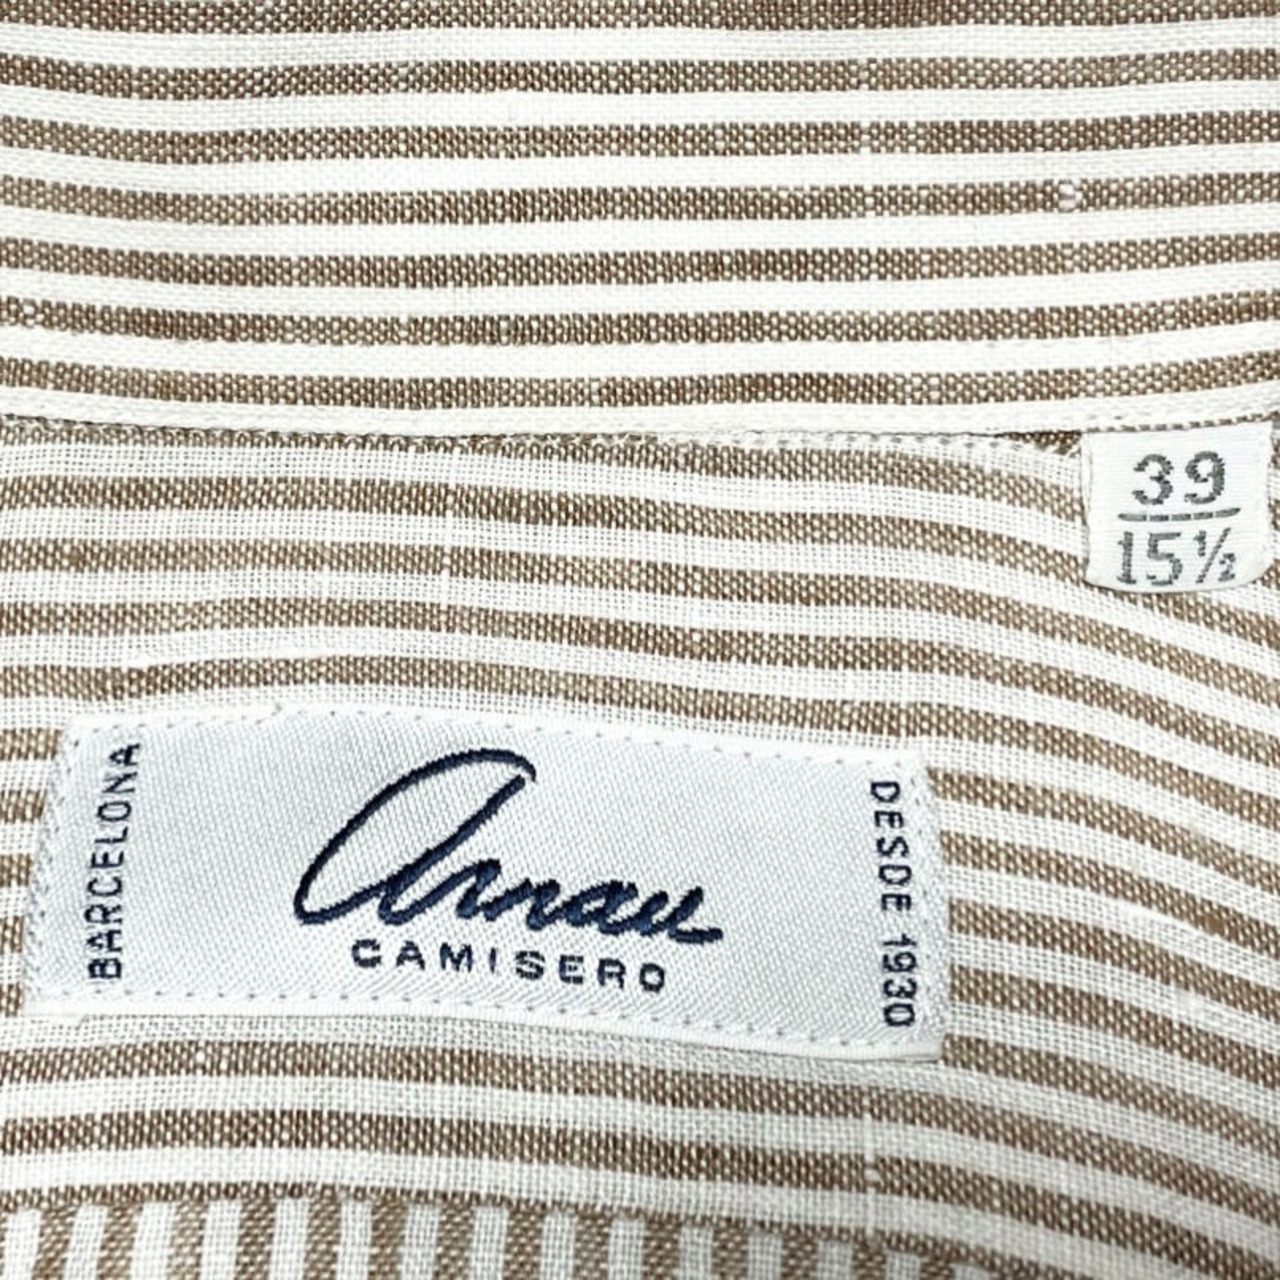 39
15½
BARCELONA
Arnau
CAMISERO
DESDE 1930